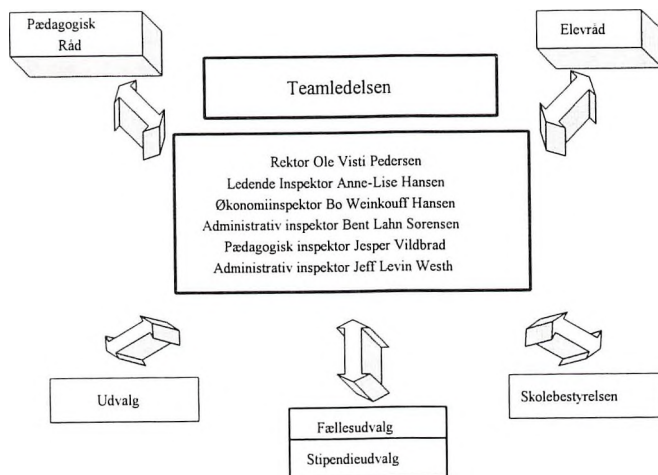 Pædagogisk
Råd
Elevråd
Teamledelsen
Rektor Ole Visti Pedersen
Ledende Inspektor Anne-Lise Hansen
Økonomiinspektor Bo Weinkouff Hansen
Administrativ inspektor Bent Lahn Sørensen
Pædagogisk inspektor Jesper Vildbrad
Administrativ inspektor Jeff Levin Westh
Udvalg
Skolebestyrelsen
Fællesudvalg
Stipendieudvalg